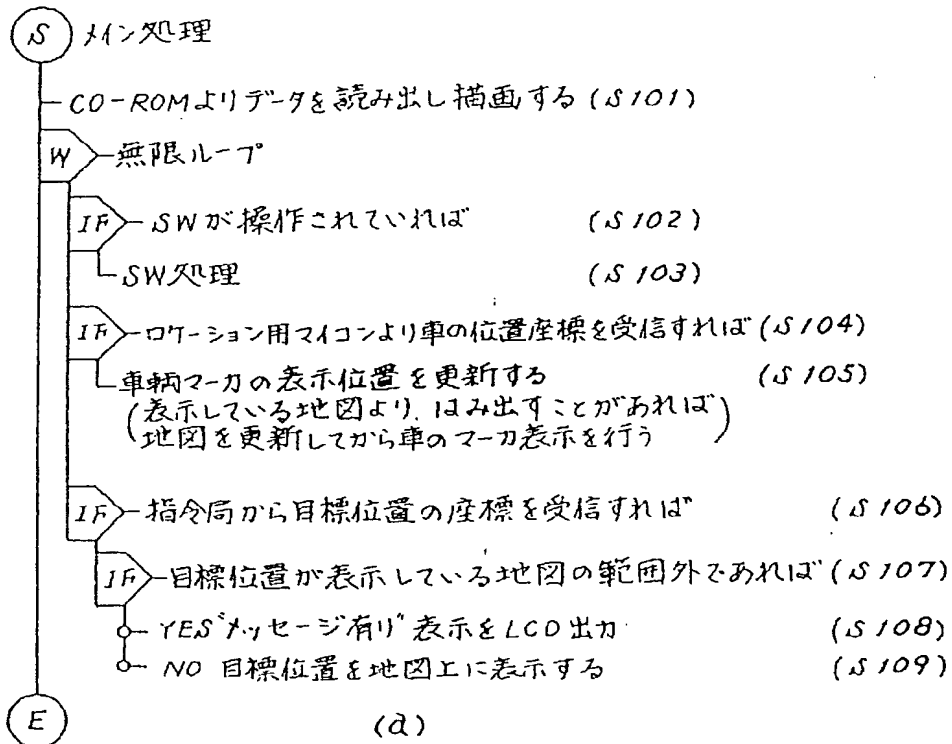 S メイン処理
CD-ROMよりデータを読み出し描画する (S101)
W 無限ループ
IF SWが操作されていれば (S102)
SW処理 (S103)
IF ロケーション用マイコンより車の位置座標を受信すれば (S104)
車輌マーカの表示位置を更新する (S105)
(表示している地図より、はみ出すことがあれば
地図を更新してから車のマーカ表示を行う)
IF 指令局から目標位置の座標を受信すれば (S106)
IF 目標位置が表示している地図の範囲外であれば (S107)
YES "メッセージ有り" 表示をLCD出力 (S108)
NO 目標位置を地図上に表示する (S109)
E
(a)